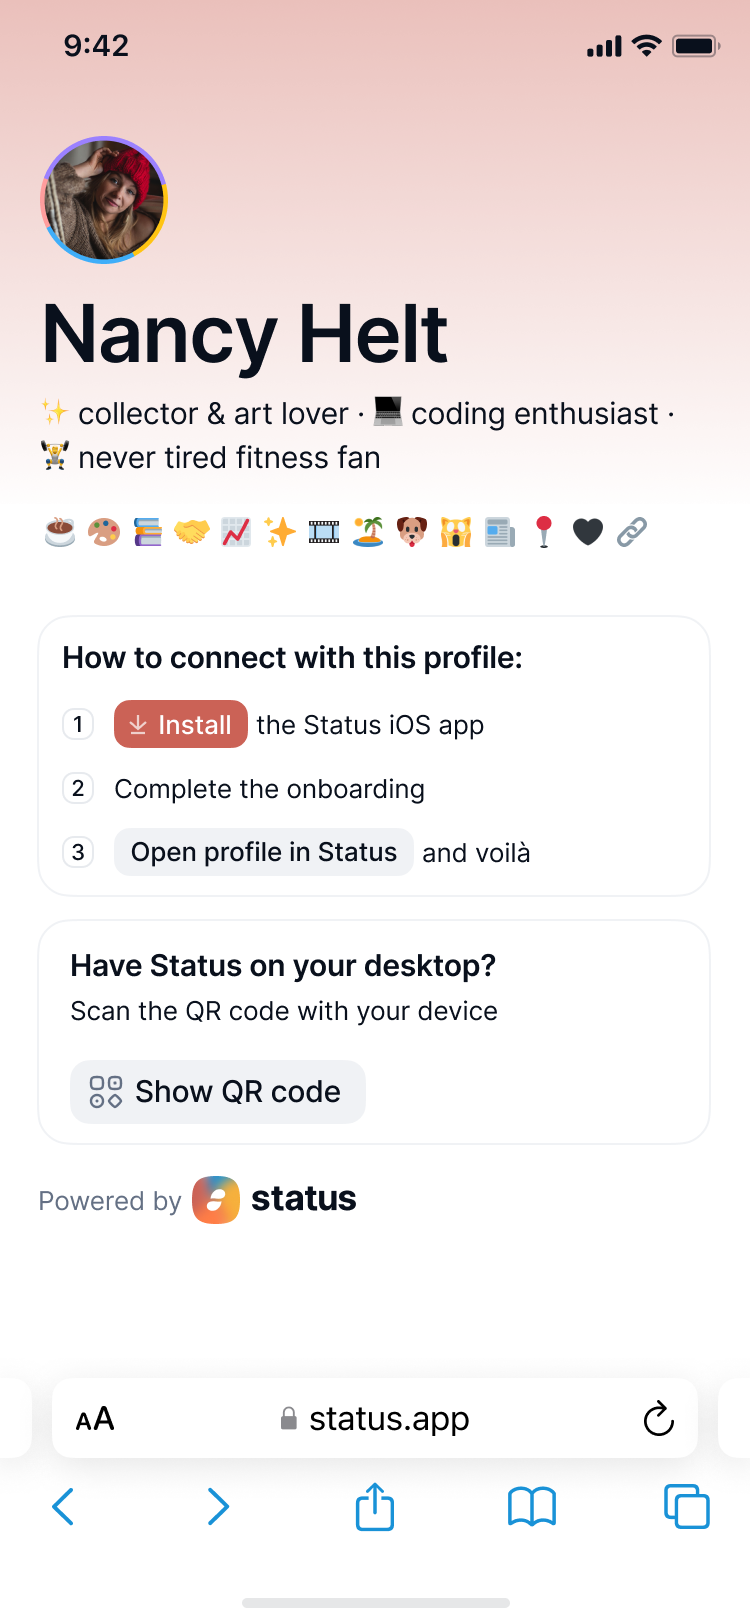 9:42
Nancy Helt
✨ collector & art lover · 💻 coding enthusiast ·
🏋️ never tired fitness fan
☕🎨📚🤝📈✨🎞️🏝️🐶🙀📰📍🖤🔗
How to connect with this profile:
1 Install the Status iOS app
2 Complete the onboarding
3 Open profile in Status and voilà
Have Status on your desktop?
Scan the QR code with your device
Show QR code
Powered by status
AA status.app